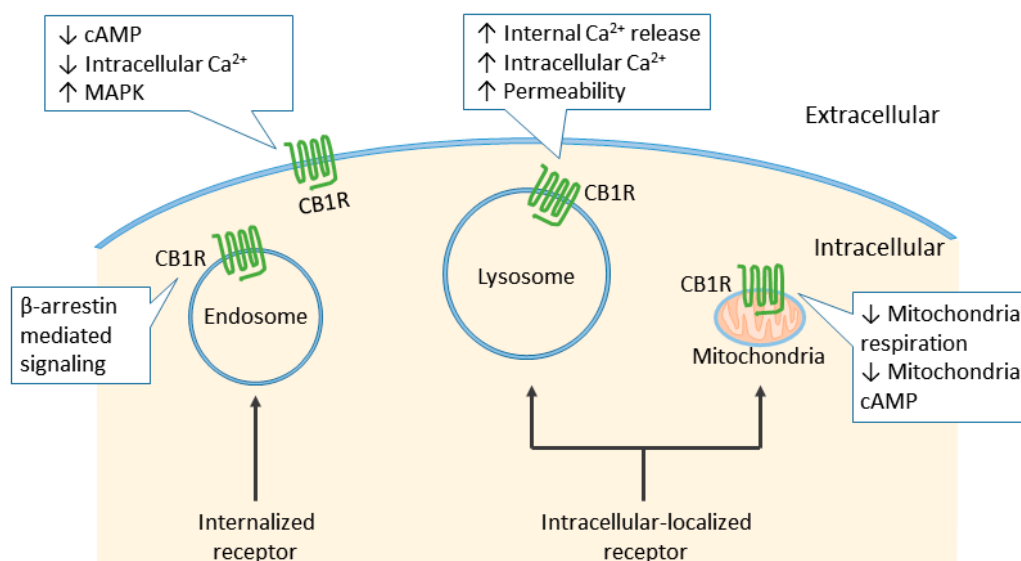 ↓ cAMP
↓ Intracellular Ca²⁺
↑ MAPK
↑ Internal Ca²⁺ release
↑ Intracellular Ca²⁺
↑ Permeability
Extracellular
CB1R
CB1R
Intracellular
CB1R
Endosome
Lysosome
CB1R
Mitochondria
β-arrestin
mediated
signaling
↓ Mitochondria
respiration
↓ Mitochondria
cAMP
Internalized
receptor
Intracellular-localized
receptor